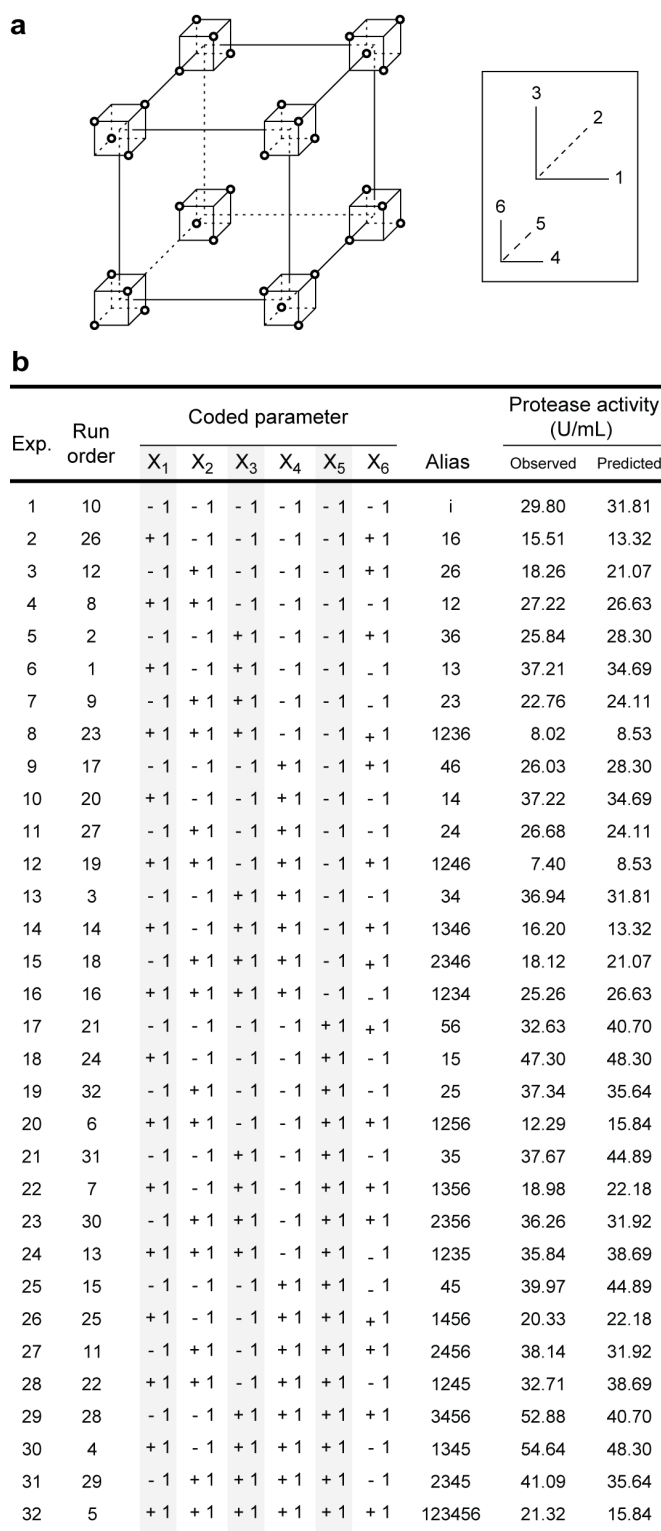 a
3
2
1
6
5
4
b
Exp. Run order Coded parameter Alias Protease activity (U/mL)
X1 X2 X3 X4 X5 X6 Observed Predicted
1 10 - 1 - 1 - 1 - 1 - 1 - 1 i 29.80 31.81
2 26 + 1 - 1 - 1 - 1 - 1 + 1 16 15.51 13.32
3 12 - 1 + 1 - 1 - 1 - 1 + 1 26 18.26 21.07
4 8 + 1 + 1 - 1 - 1 - 1 - 1 12 27.22 26.63
5 2 - 1 - 1 + 1 - 1 - 1 + 1 36 25.84 28.30
6 1 + 1 - 1 + 1 - 1 - 1 - 1 13 37.21 34.69
7 9 - 1 + 1 + 1 - 1 - 1 - 1 23 22.76 24.11
8 23 + 1 + 1 + 1 - 1 - 1 + 1 1236 8.02 8.53
9 17 - 1 - 1 - 1 + 1 - 1 + 1 46 26.03 28.30
10 20 + 1 - 1 - 1 + 1 - 1 - 1 14 37.22 34.69
11 27 - 1 + 1 - 1 + 1 - 1 - 1 24 26.68 24.11
12 19 + 1 + 1 - 1 + 1 - 1 + 1 1246 7.40 8.53
13 3 - 1 - 1 + 1 + 1 - 1 - 1 34 36.94 31.81
14 14 + 1 - 1 + 1 + 1 - 1 + 1 1346 16.20 13.32
15 18 - 1 + 1 + 1 + 1 - 1 + 1 2346 18.12 21.07
16 16 + 1 + 1 + 1 + 1 - 1 - 1 1234 25.26 26.63
17 21 - 1 - 1 - 1 - 1 + 1 + 1 56 32.63 40.70
18 24 + 1 - 1 - 1 - 1 + 1 - 1 15 47.30 48.30
19 32 - 1 + 1 - 1 - 1 + 1 - 1 25 37.34 35.64
20 6 + 1 + 1 - 1 - 1 + 1 + 1 1256 12.29 15.84
21 31 - 1 - 1 + 1 - 1 + 1 - 1 35 37.67 44.89
22 7 + 1 - 1 + 1 - 1 + 1 + 1 1356 18.98 22.18
23 30 - 1 + 1 + 1 - 1 + 1 + 1 2356 36.26 31.92
24 13 + 1 + 1 + 1 - 1 + 1 - 1 1235 35.84 38.69
25 15 - 1 - 1 - 1 + 1 + 1 - 1 45 39.97 44.89
26 25 + 1 - 1 - 1 + 1 + 1 + 1 1456 20.33 22.18
27 11 - 1 + 1 - 1 + 1 + 1 + 1 2456 38.14 31.92
28 22 + 1 + 1 - 1 + 1 + 1 - 1 1245 32.71 38.69
29 28 - 1 - 1 + 1 + 1 + 1 + 1 3456 52.88 40.70
30 4 + 1 - 1 + 1 + 1 + 1 - 1 1345 54.64 48.30
31 29 - 1 + 1 + 1 + 1 + 1 - 1 2345 41.09 35.64
32 5 + 1 + 1 + 1 + 1 + 1 + 1 123456 21.32 15.84